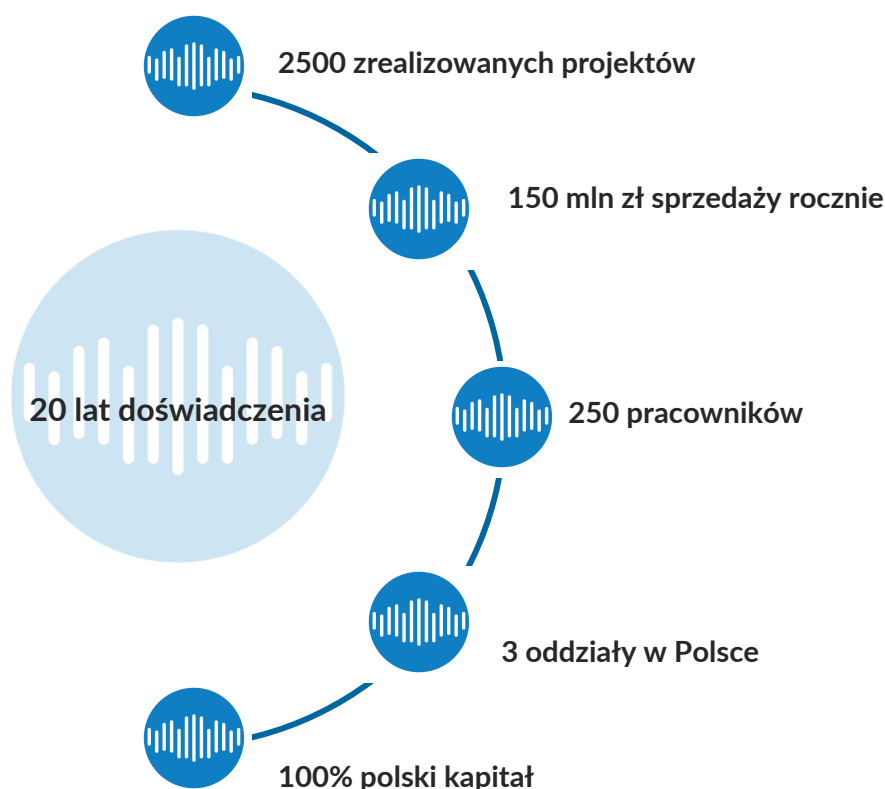 2500 zrealizowanych projektów
150 mln zł sprzedaży rocznie
20 lat doświadczenia
250 pracowników
3 oddziały w Polsce
100% polski kapitał